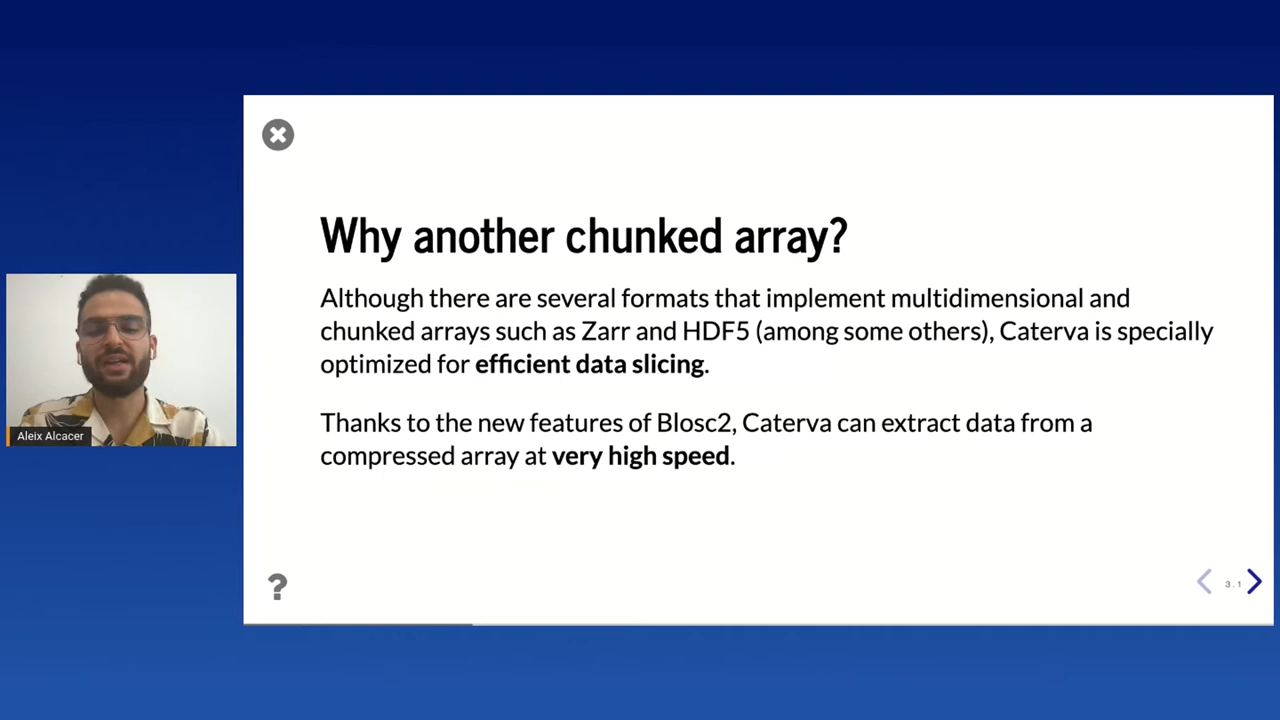 Why another chunked array?
Although there are several formats that implement multidimensional and
chunked arrays such as Zarr and HDF5 (among some others), Caterva is specially
optimized for efficient data slicing.
Thanks to the new features of Blosc2, Caterva can extract data from a
compressed array at very high speed.
Aleix Alcacer
?
3.1